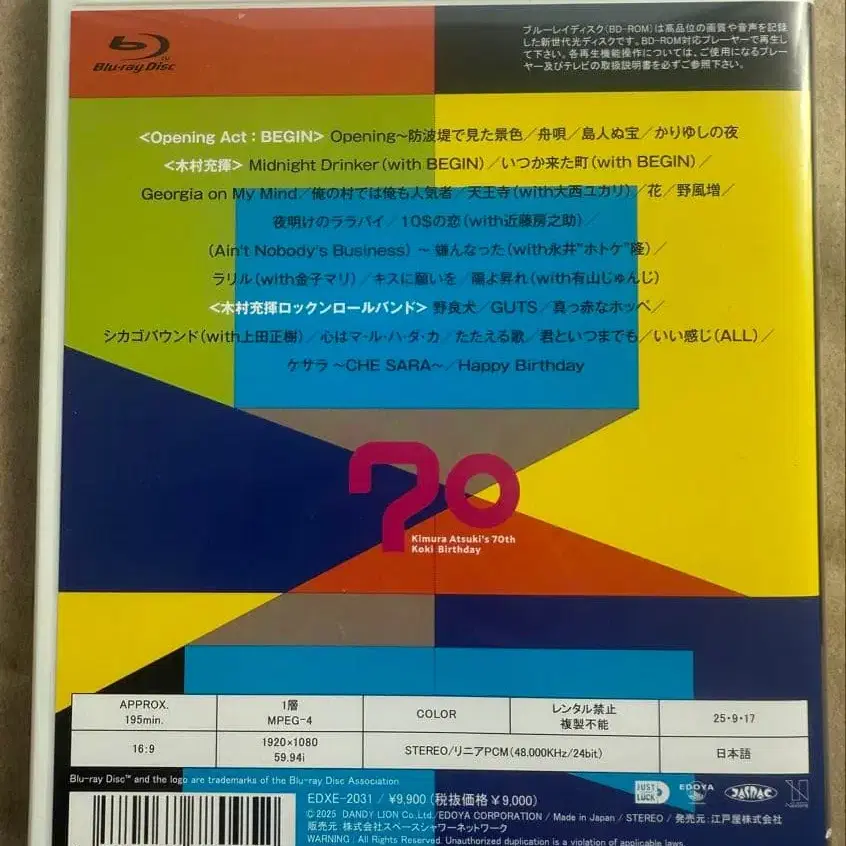 Blu-ray Disc
ブルーレイディスク(BD-ROM)は高品位の画質や音声を記録
した新世代光ディスクです。BD-ROM対応プレーヤーで再生し
て下さい。各再生機能操作については、ご使用になるプレー
ヤー及びテレビの取扱説明書を必ずご参照下さい。
<Opening Act : BEGIN> Opening～防波堤で見た景色／舟唄／島人ぬ宝／かりゆしの夜
<木村充揮> Midnight Drinker(with BEGIN)／いつか来た町(with BEGIN)／
Georgia on My Mind／俺の村では俺も人気者／天王寺(with大西ユカリ)／花／野風増／
夜明けのララバイ／10$の恋(with近藤房之助)／
(Ain't Nobody's Business) ～ 嫌んなった(with永井"ホトケ"隆)／
ラリル(with金子マリ)／キスに願いを／陽よ昇れ(with有山じゅんじ)
<木村充揮ロックンロールバンド> 野良犬／GUTS／真っ赤なホッペ／
シカゴバウンド(with上田正樹)／心はマ・ル・ハ・ダ・カ／たたえる歌／君といつまでも／いい感じ(ALL)／
ケサラ ～CHE SARA～／Happy Birthday
70
Kimura Atsuki's 70th
Koki Birthday
APPROX.
195min.
1層
MPEG-4
COLOR
レンタル禁止
複製不能
25・9・17
16:9
1920×1080
59.94i
STEREO/リニアPCM(48.000KHz/24bit)
日本語
Blu-ray Disc™ and the logo are trademarks of the Blu-ray Disc Association.
EDXE-2031 / ¥9,900 (税抜価格 ¥9,000)
JUST LUCK
EDOYA
JASRAC
© 2025 DANDY LION Co.,Ltd./EDOYA CORPORATION / Made in Japan / STEREO / 発売元:江戸屋株式会社
販売元:株式会社スペースシャワーネットワーク
WARNING : All Rights Reserved. Unauthorized duplication is a violation of applicable laws.